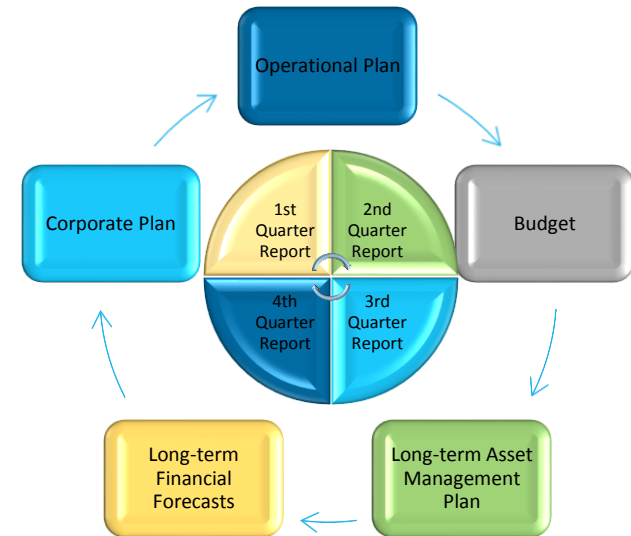 Operational Plan
Corporate Plan
1st
Quarter
Report
2nd
Quarter
Report
Budget
4th
Quarter
Report
3rd
Quarter
Report
Long-term
Financial
Forecasts
Long-term Asset
Management
Plan